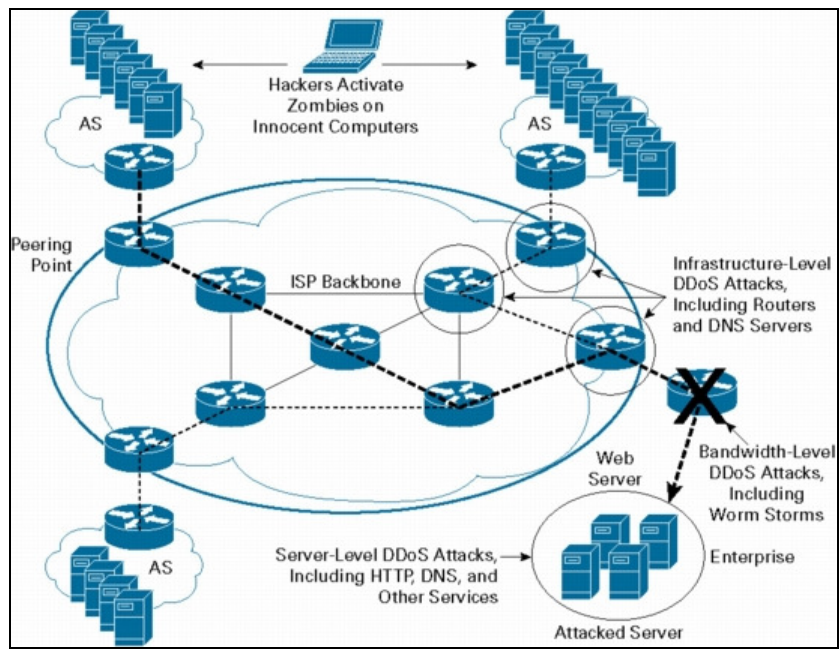 Hackers Activate
Zombies on
Innocent Computers
AS
AS
Peering
Point
ISP Backbone
Infrastructure-Level
DDoS Attacks,
Including Routers
and DNS Servers
Bandwidth-Level
DDoS Attacks,
Including
Worm Storms
Web
Server
Server-Level DDoS Attacks,
Including HTTP, DNS, and
Other Services
Enterprise
AS
Attacked Server